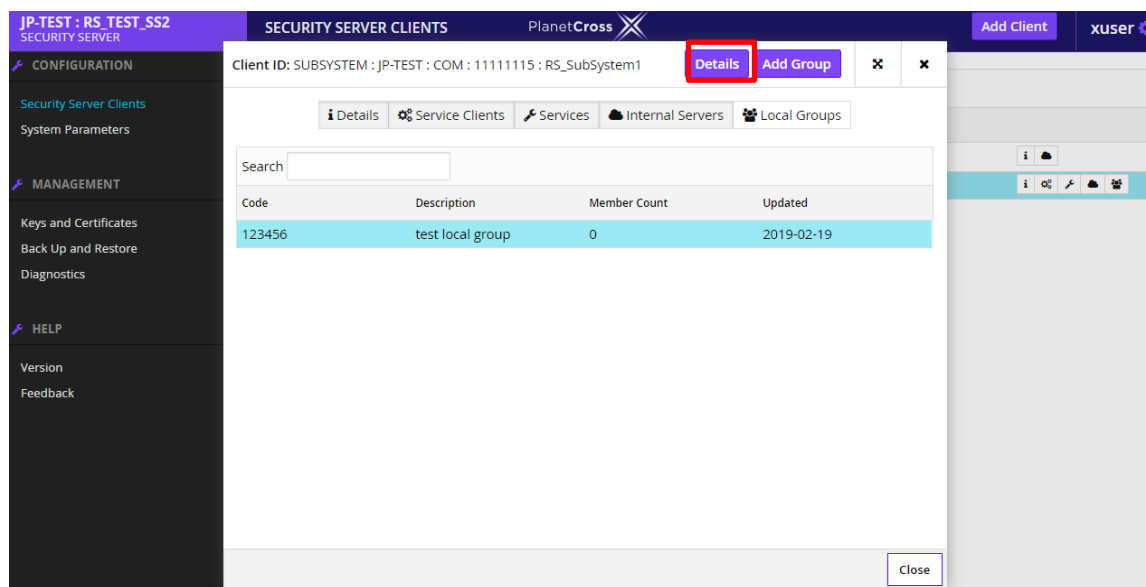 JP-TEST : RS_TEST_SS2
SECURITY SERVER
SECURITY SERVER CLIENTS
PlanetCross
Add Client
xuser
CONFIGURATION
Security Server Clients
System Parameters
MANAGEMENT
Keys and Certificates
Back Up and Restore
Diagnostics
HELP
Version
Feedback
Client ID: SUBSYSTEM : JP-TEST : COM : 11111115 : RS_SubSystem1
Details
Add Group
Details
Service Clients
Services
Internal Servers
Local Groups
Search
Code Description Member Count Updated
123456 test local group 0 2019-02-19
Close